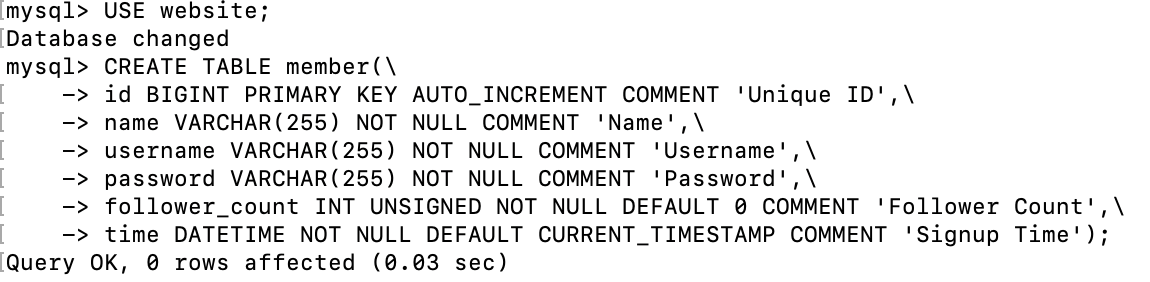 [mysql> USE website;
[Database changed
mysql> CREATE TABLE member(\
[    -> id BIGINT PRIMARY KEY AUTO_INCREMENT COMMENT 'Unique ID',\
[    -> name VARCHAR(255) NOT NULL COMMENT 'Name',\
[    -> username VARCHAR(255) NOT NULL COMMENT 'Username',\
[    -> password VARCHAR(255) NOT NULL COMMENT 'Password',\
[    -> follower_count INT UNSIGNED NOT NULL DEFAULT 0 COMMENT 'Follower Count',\
[    -> time DATETIME NOT NULL DEFAULT CURRENT_TIMESTAMP COMMENT 'Signup Time');
[Query OK, 0 rows affected (0.03 sec)